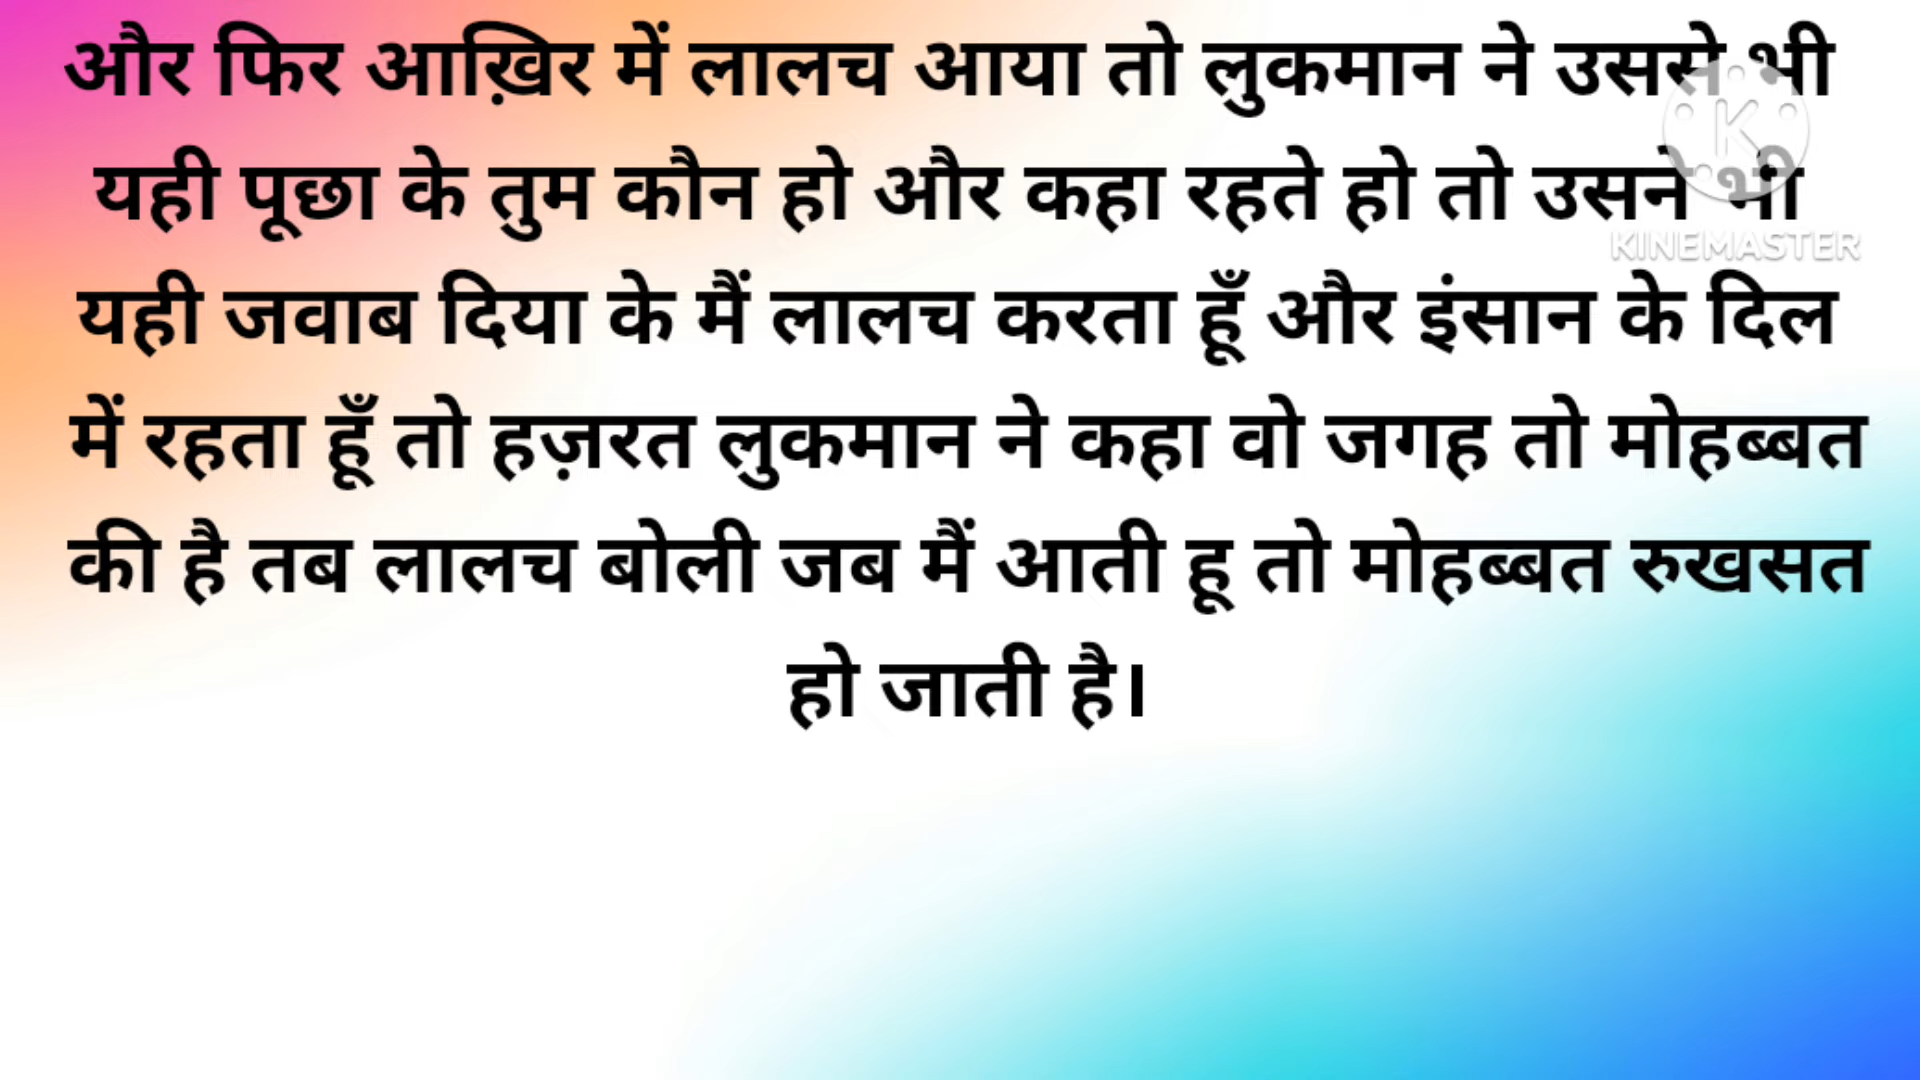 और फिर आख़िर में लालच आया तो लुकमान ने उससे भी
यही पूछा के तुम कौन हो और कहा रहते हो तो उसने भी
यही जवाब दिया के मैं लालच करता हूँ और इंसान के दिल
में रहता हूँ तो हज़रत लुकमान ने कहा वो जगह तो मोहब्बत
की है तब लालच बोली जब मैं आती हू तो मोहब्बत रुखसत
हो जाती है।
K
KINEMASTER